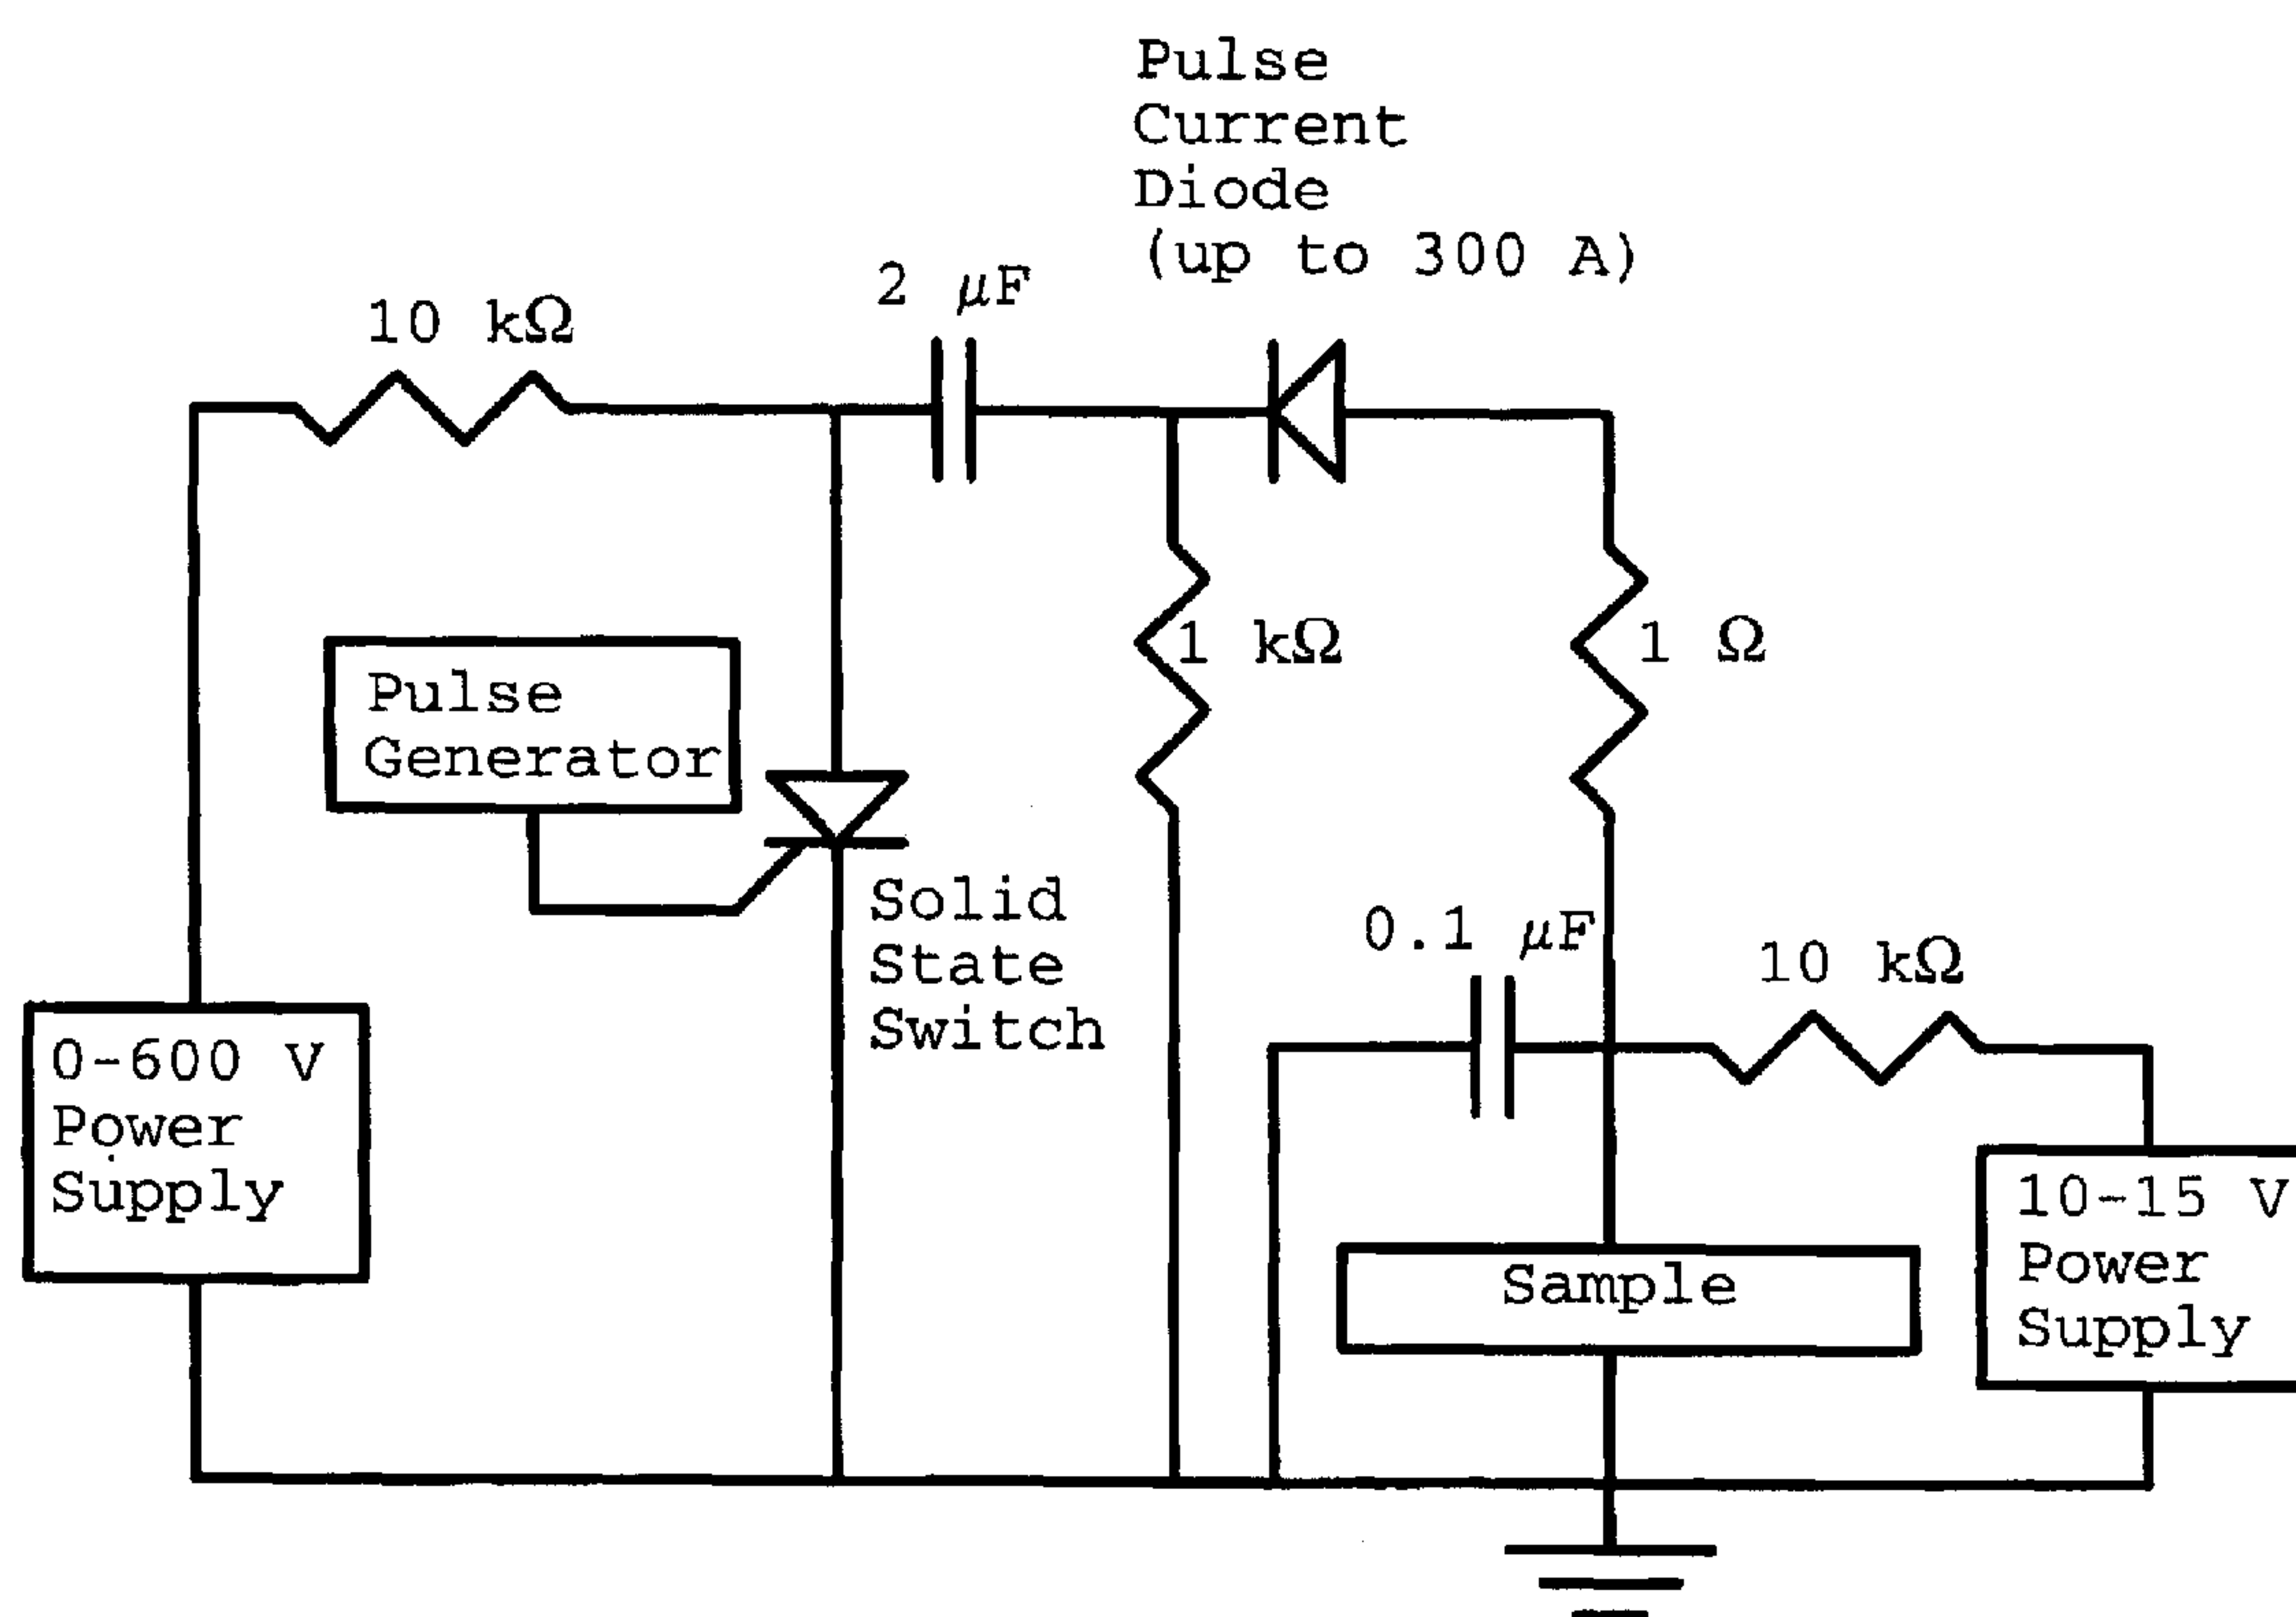 Pulse
Current
Diode
(up to 300 A)
2 μF
10 kΩ
Pulse
Generator
1 kΩ
1 Ω
Solid
State
Switch
0.1 μF
10 kΩ
0-600 V
Power
Supply
10-15 V
Power
Supply
Sample